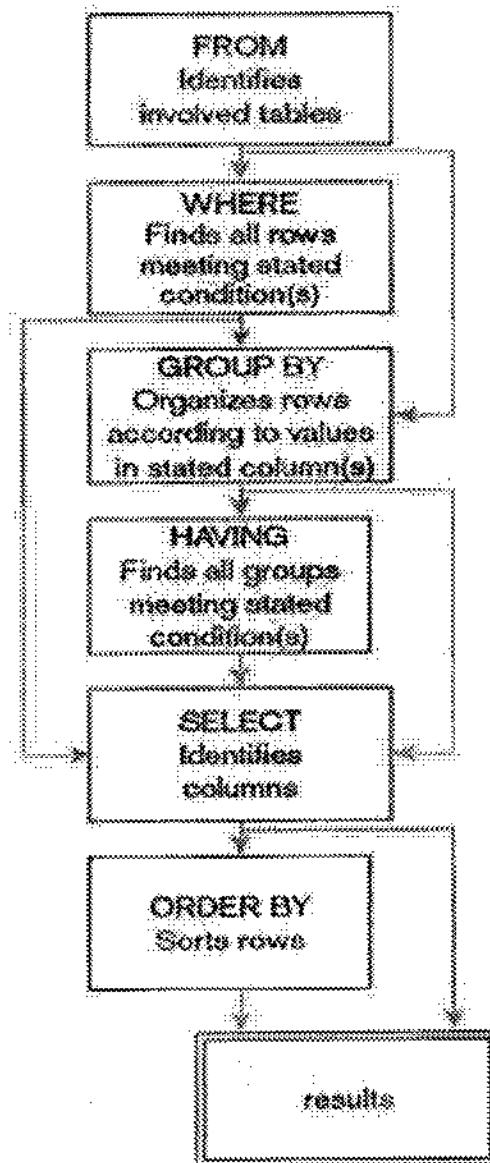 FROM
Identifies
involved tables
WHERE
Finds all rows
meeting stated
condition(s)
GROUP BY
Organizes rows
according to values
in stated column(s)
HAVING
Finds all groups
meeting stated
condition(s)
SELECT
Identifies
columns
ORDER BY
Sorts rows
results